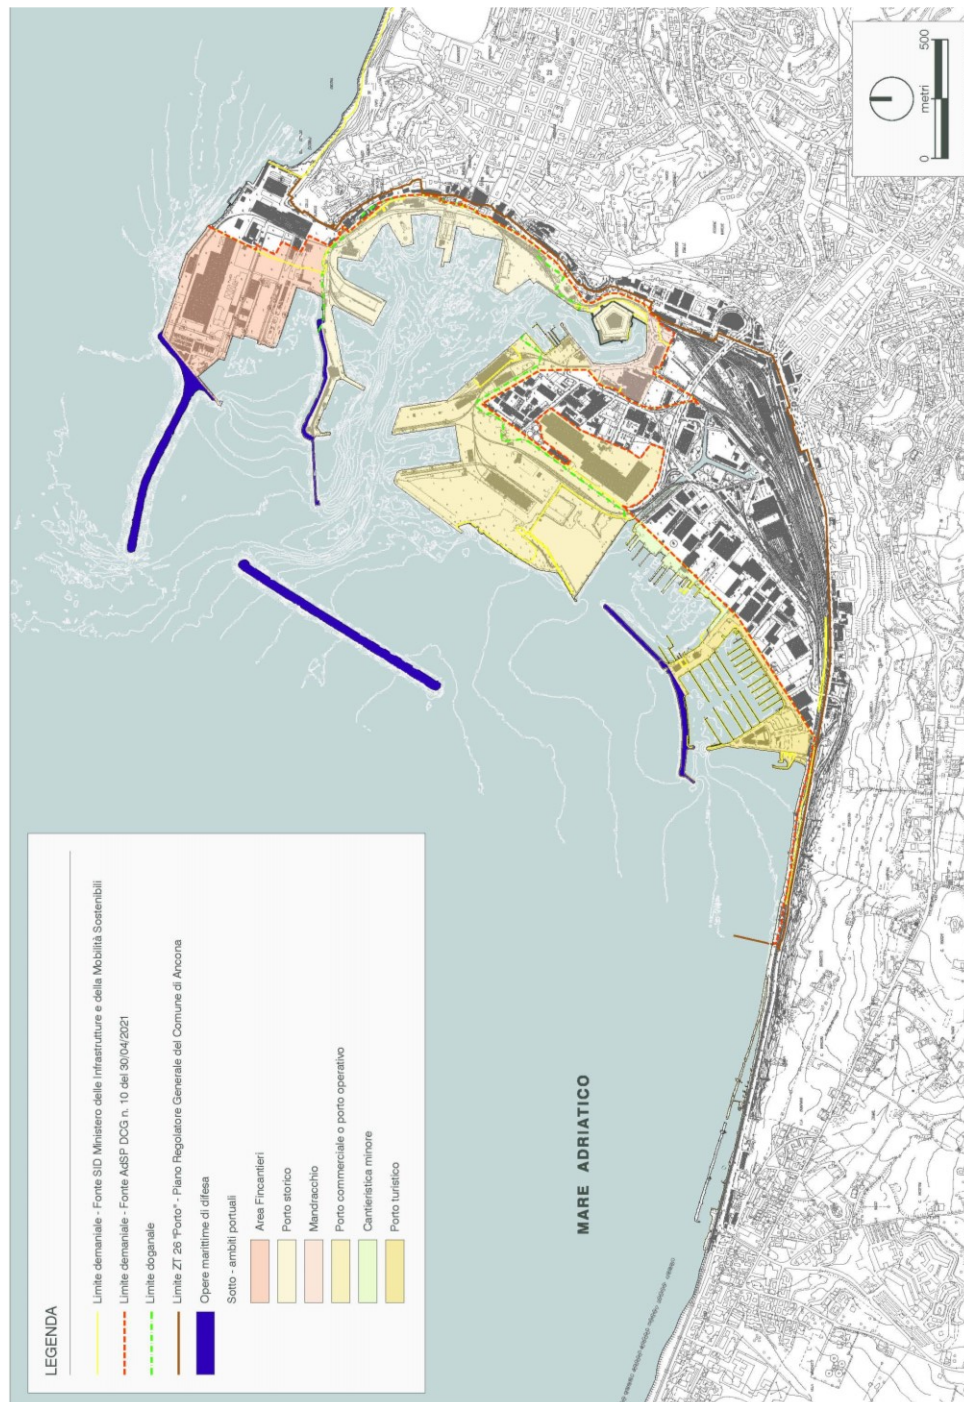 LEGENDA
Limite demaniale - Fonte SID Ministero delle Infrastrutture e della Mobilità Sostenibili
Limite demaniale - Fonte AdSP DCG n. 10 del 30/04/2021
Limite doganale
Limite ZT 26 "Porto" - Piano Regolatore Generale del Comune di Ancona
Opere marittime di difesa
Sotto - ambiti portuali
Area Fincantieri
Porto storico
Mandracchio
Porto commerciale o porto operativo
Cantieristica minore
Porto turistico
MARE ADRIATICO
0
metri
500